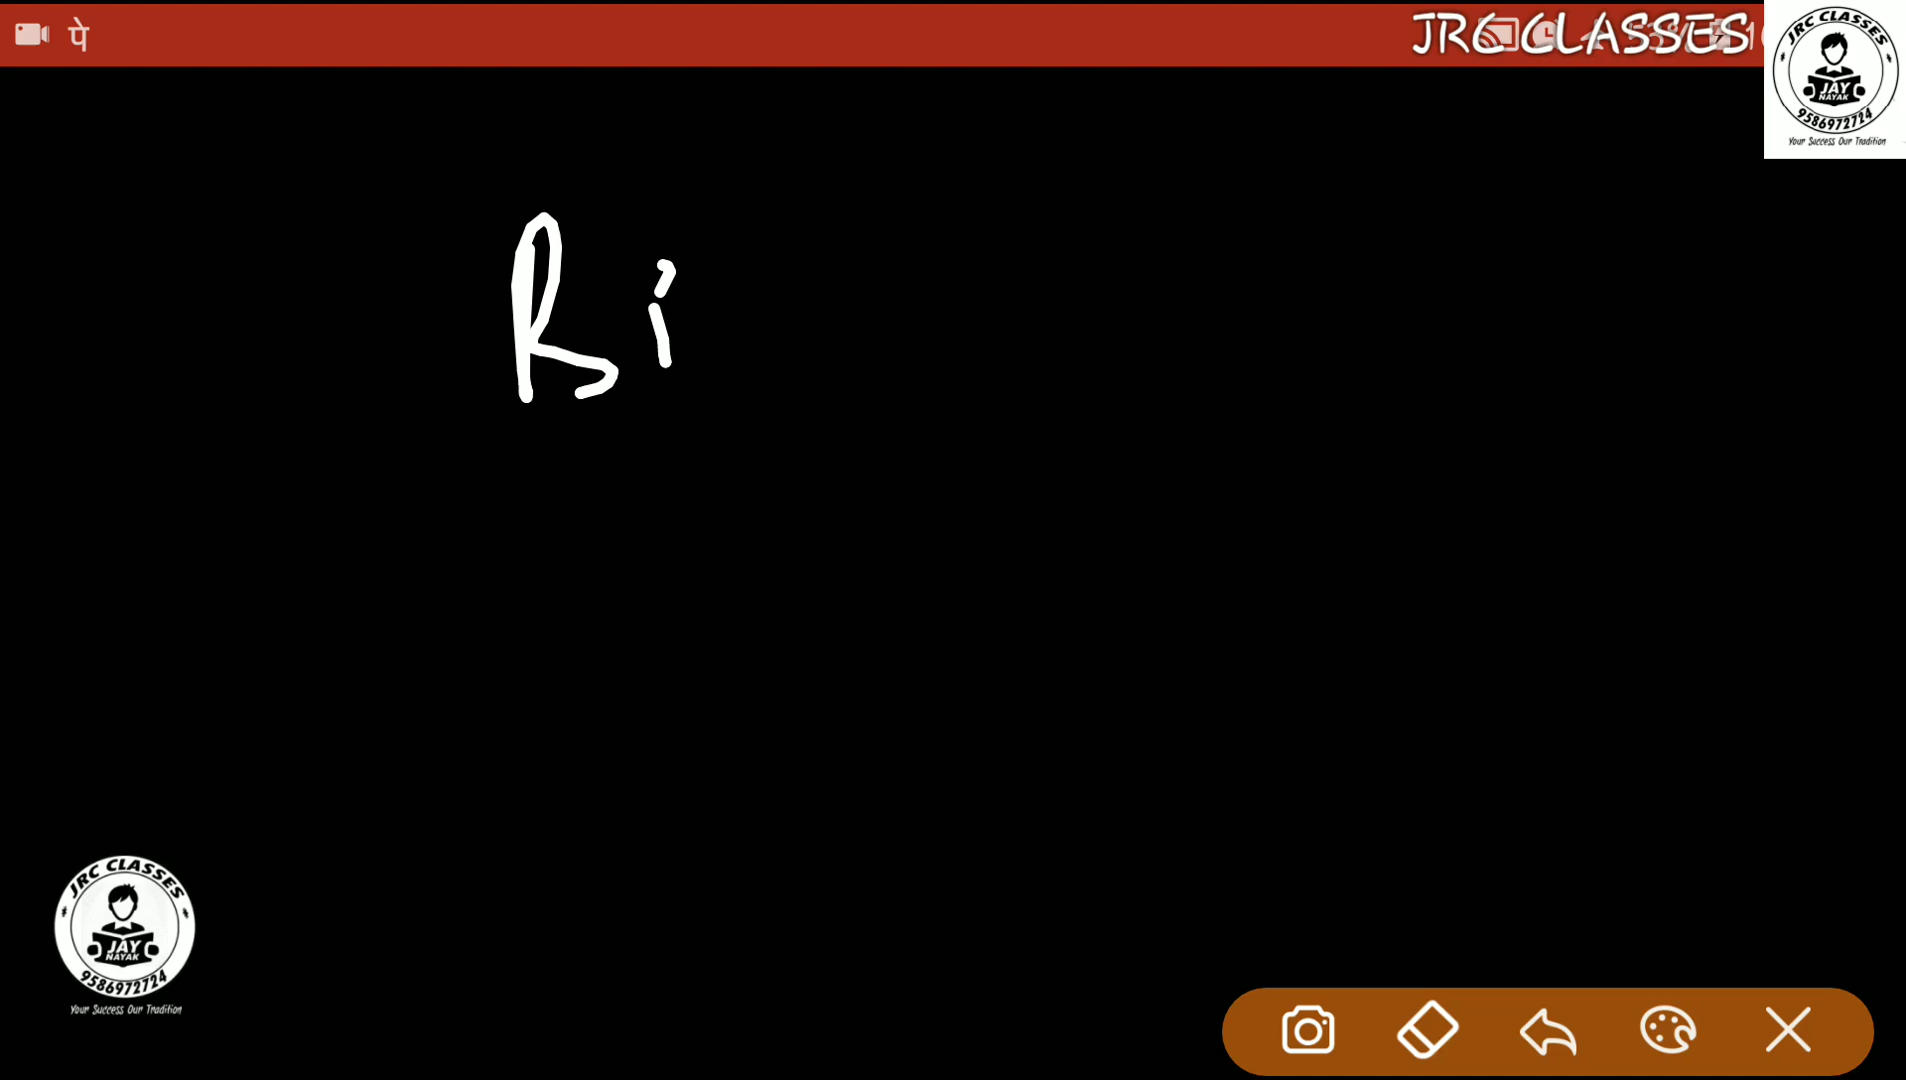 पे
JRC CLASSES
JRC CLASSES
JAY
NAYAK
9586972724
Your Success Our Tradition
Ri
JRC CLASSES
JAY
NAYAK
9586972724
Your Success Our Tradition